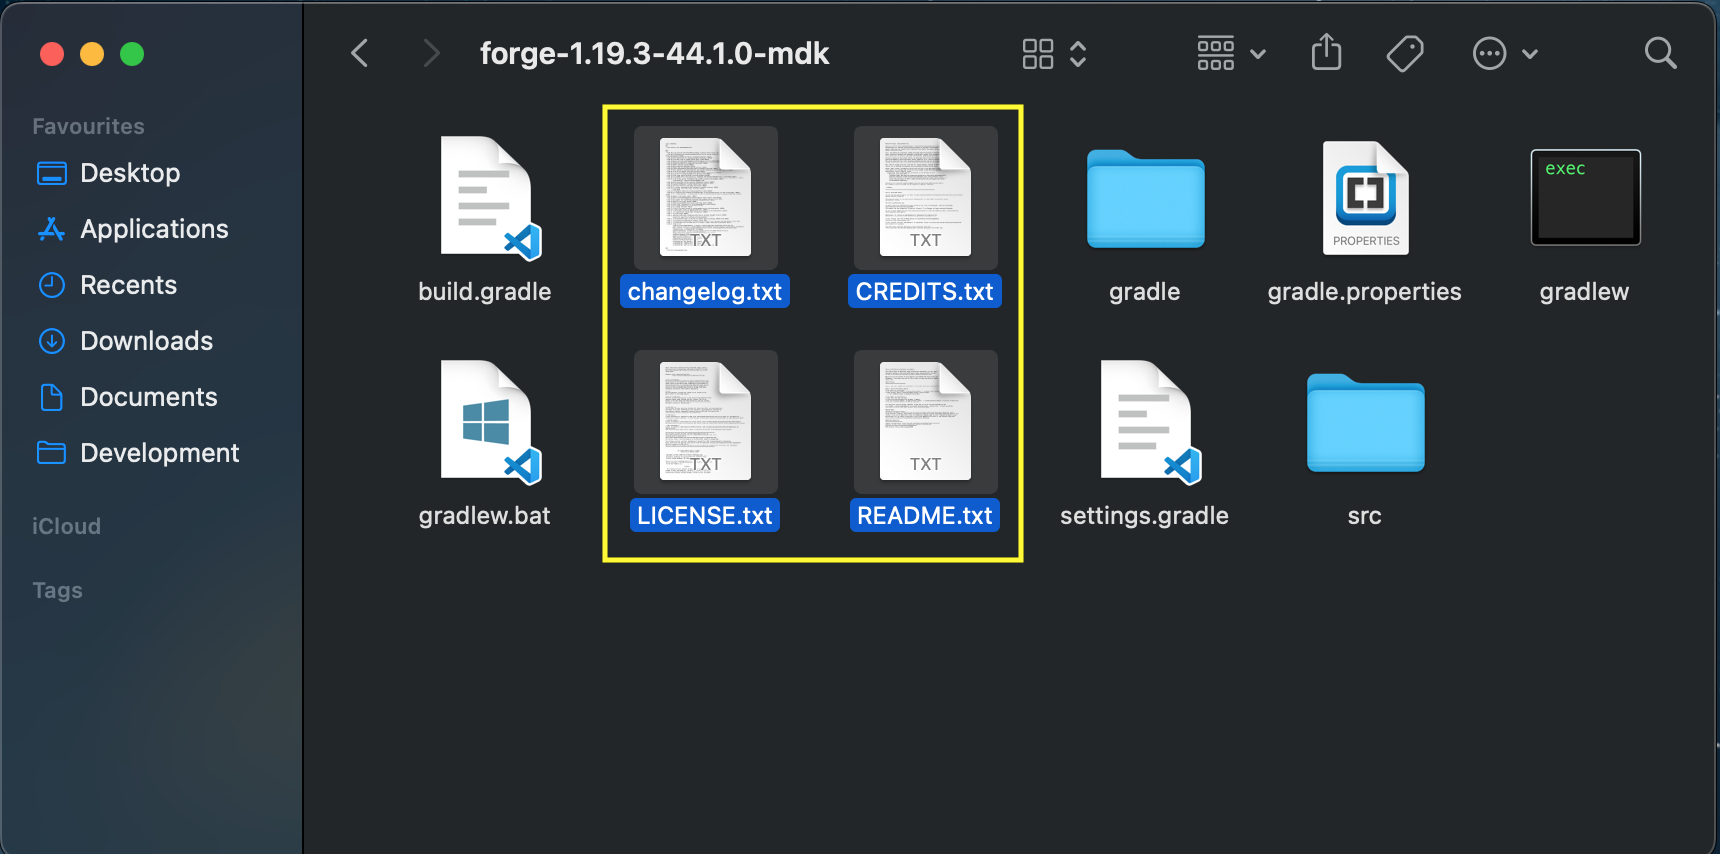 forge-1.19.3-44.1.0-mdk
Favourites
Desktop
Applications
Recents
Downloads
Documents
Development
iCloud
Tags
TXT
TXT
PROPERTIES
exec
build.gradle
changelog.txt
CREDITS.txt
gradle
gradle.properties
gradlew
TXT
TXT
gradlew.bat
LICENSE.txt
README.txt
settings.gradle
src